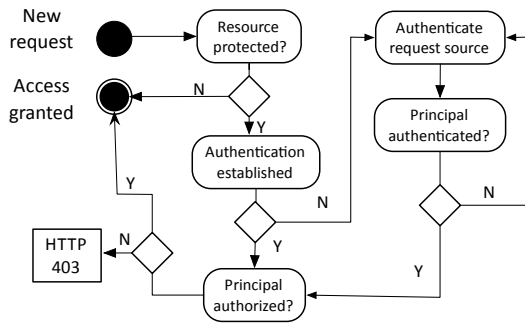 New
request
Resource
protected?
Authenticate
request source
Access
granted
N
Y
Principal
authenticated?
Authentication
established
Y
N
N
HTTP
403
N
Y
Y
Principal
authorized?